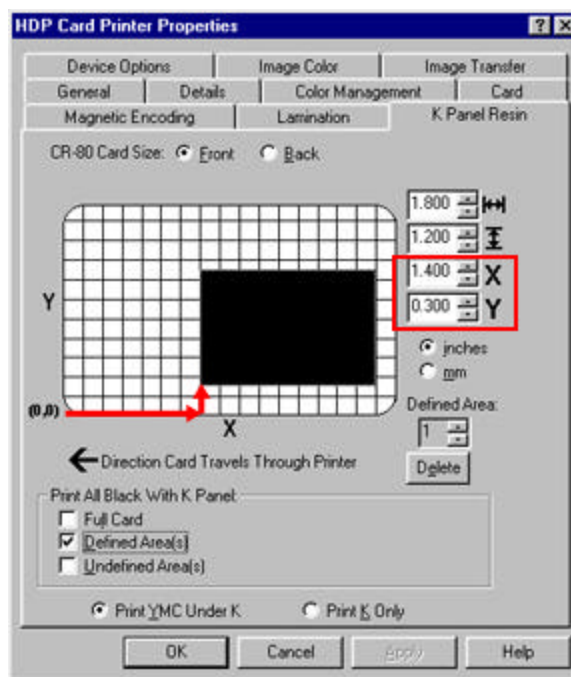 HDP Card Printer Properties
Device Options Image Color Image Transfer
General Details Color Management Card
Magnetic Encoding Lamination K Panel Resin
CR-80 Card Size: Front Back
1.800
1.200
1.400 X
0.300 Y
Y
inches
mm
(0,0)
X
Defined Area:
1
Direction Card Travels Through Printer
Delete
Print All Black With K Panel:
Full Card
Defined Area(s)
Undefined Area(s)
Print YMC Under K Print K Only
OK Cancel Apply Help